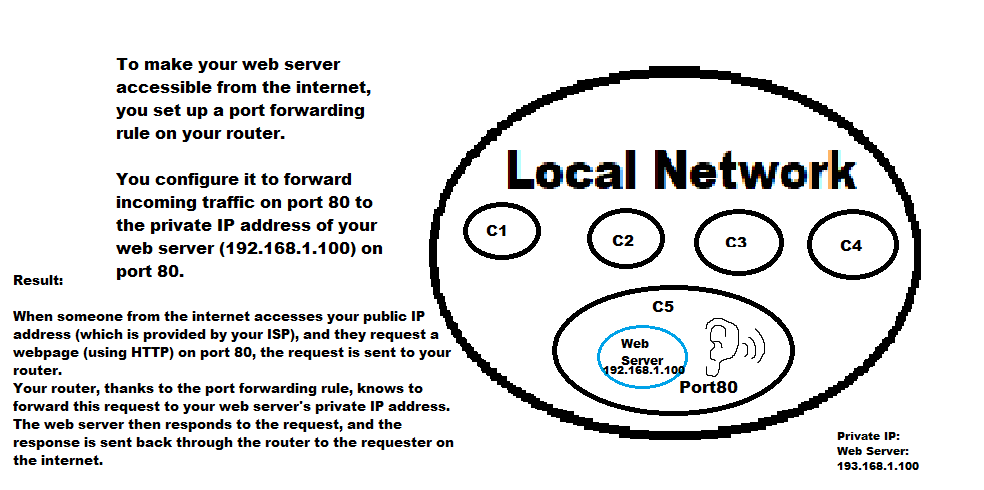 To make your web server
accessible from the internet,
you set up a port forwarding
rule on your router.
You configure it to forward
incoming traffic on port 80 to
the private IP address of your
web server (192.168.1.100) on
port 80.
Result:
When someone from the internet accesses your public IP
address (which is provided by your ISP), and they request a
webpage (using HTTP) on port 80, the request is sent to your
router.
Your router, thanks to the port forwarding rule, knows to
forward this request to your web server's private IP address.
The web server then responds to the request, and the
response is sent back through the router to the requester on
the internet.
Local Network
C1
C2
C3
C4
C5
Web
Server
192.168.1.100
Port80
Private IP:
Web Server:
193.168.1.100